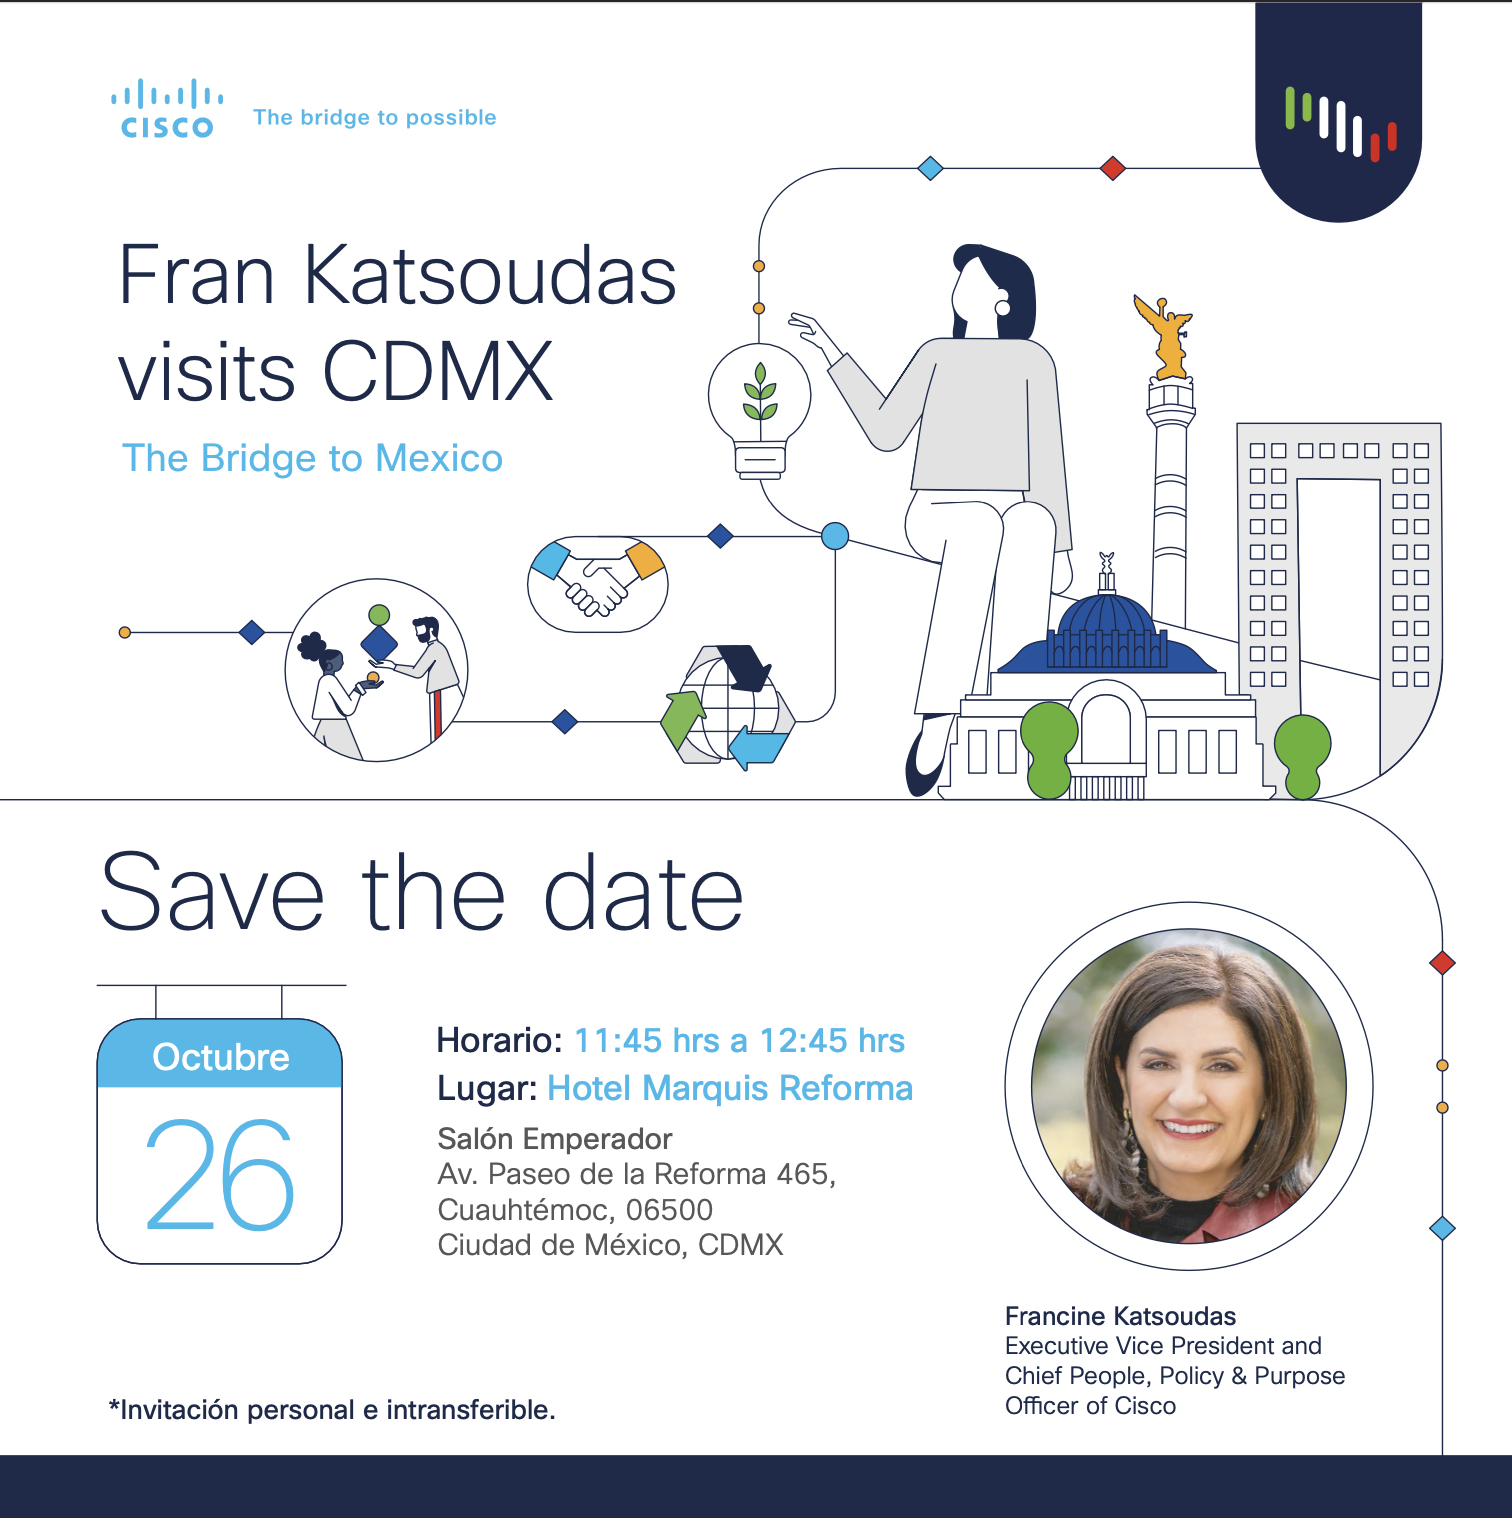 CISCO
The bridge to possible
Fran Katsoudas
visits CDMX
The Bridge to Mexico
Save the date
Octubre
26
Horario: 11:45 hrs a 12:45 hrs
Lugar: Hotel Marquis Reforma
Salón Emperador
Av. Paseo de la Reforma 465,
Cuauhtémoc, 06500
Ciudad de México, CDMX
Francine Katsoudas
Executive Vice President and
Chief People, Policy & Purpose
Officer of Cisco
*Invitación personal e intransferible.